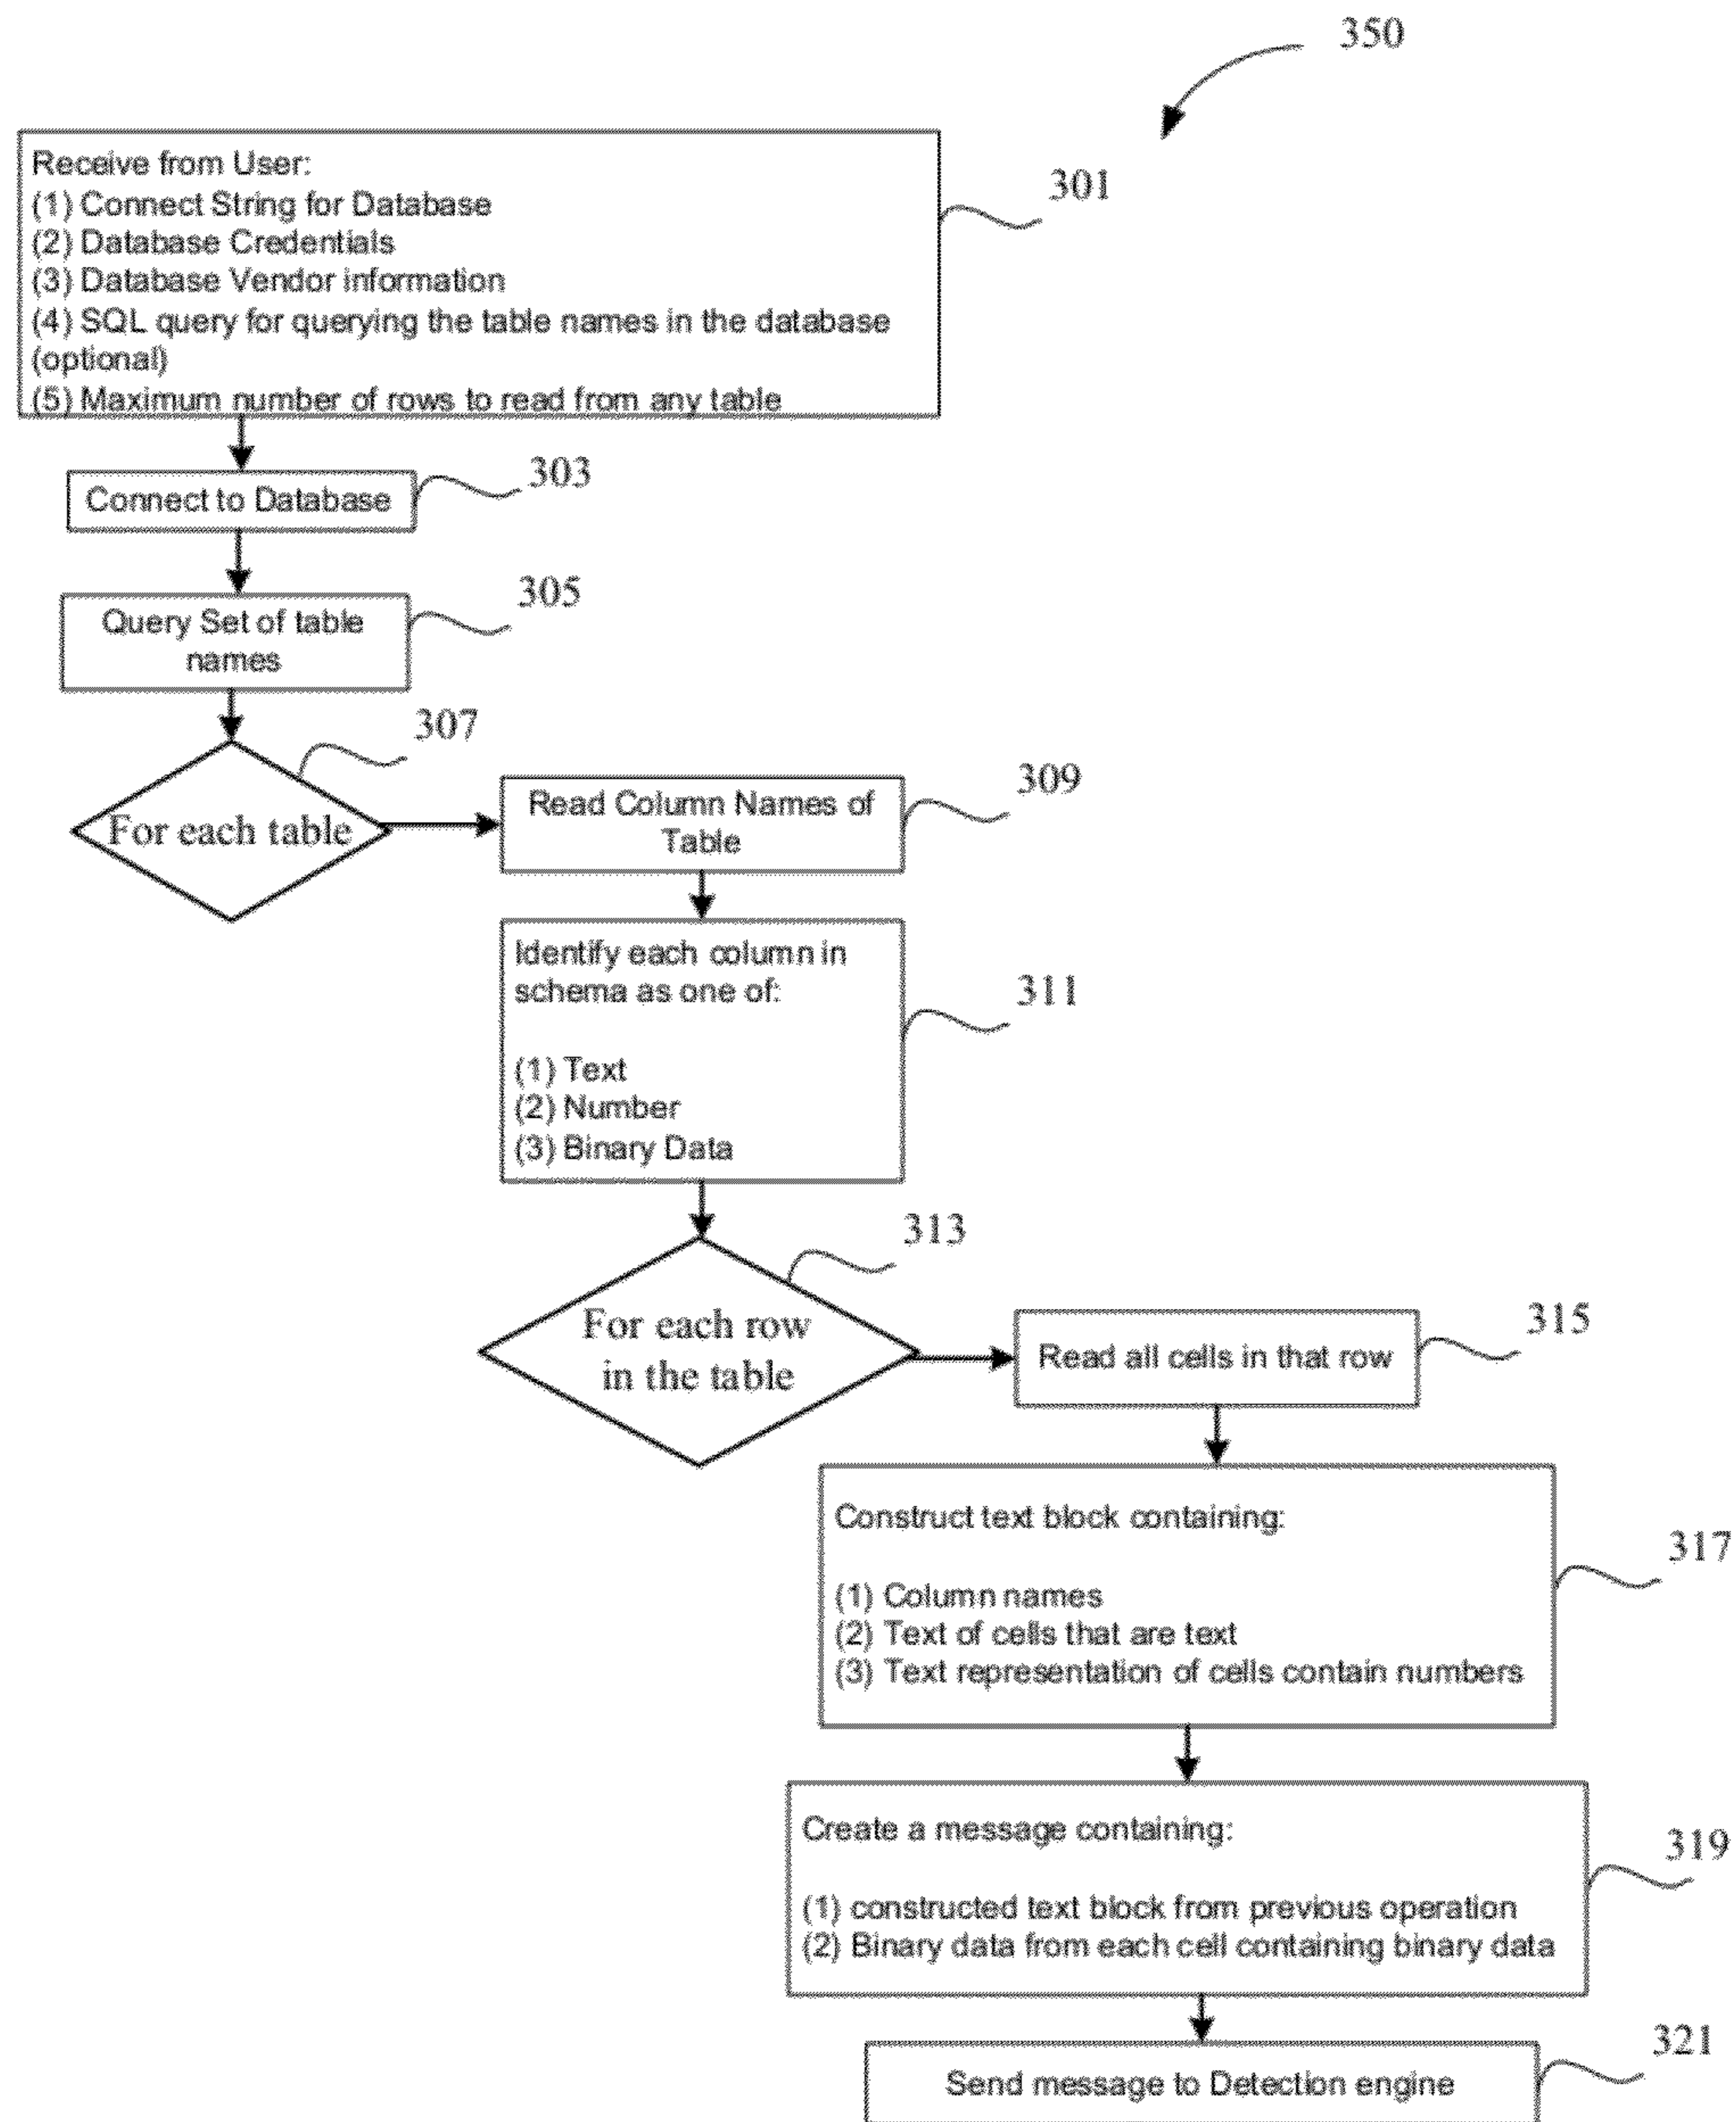 350
Receive from User:
(1) Connect String for Database
(2) Database Credentials
(3) Database Vendor information
(4) SQL query for querying the table names in the database
(optional)
(5) Maximum number of rows to read from any table
301
Connect to Database
303
Query Set of table
names
305
For each table
307
Read Column Names of
Table
309
Identify each column in
schema as one of:
(1) Text
(2) Number
(3) Binary Data
311
For each row
in the table
313
Read all cells in that row
315
Construct text block containing:
(1) Column names
(2) Text of cells that are text
(3) Text representation of cells contain numbers
317
Create a message containing:
(1) constructed text block from previous operation
(2) Binary data from each cell containing binary data
319
Send message to Detection engine
321